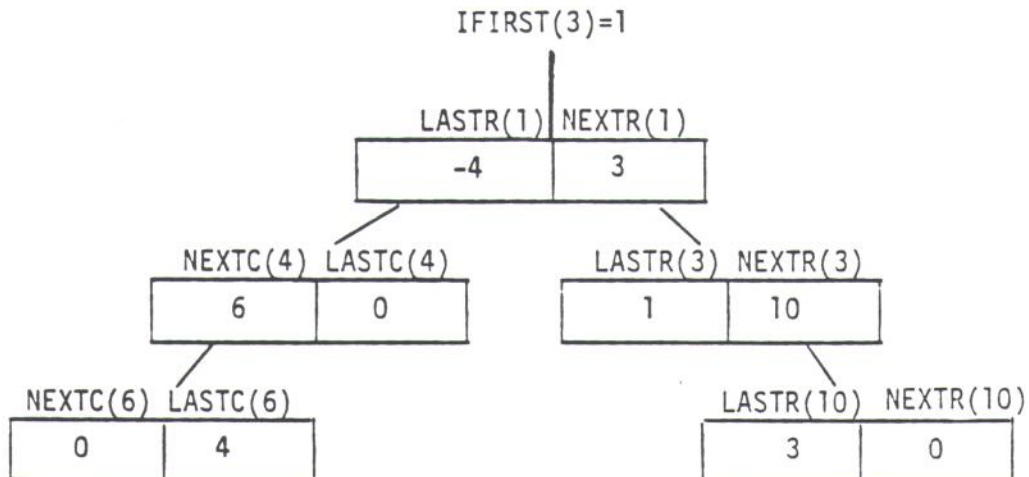 IFIRST(3)=1
LASTR(1) NEXTR(1)
-4 3
NEXTC(4) LASTC(4) LASTR(3) NEXTR(3)
6 0 1 10
NEXTC(6) LASTC(6) LASTR(10) NEXTR(10)
0 4 3 0